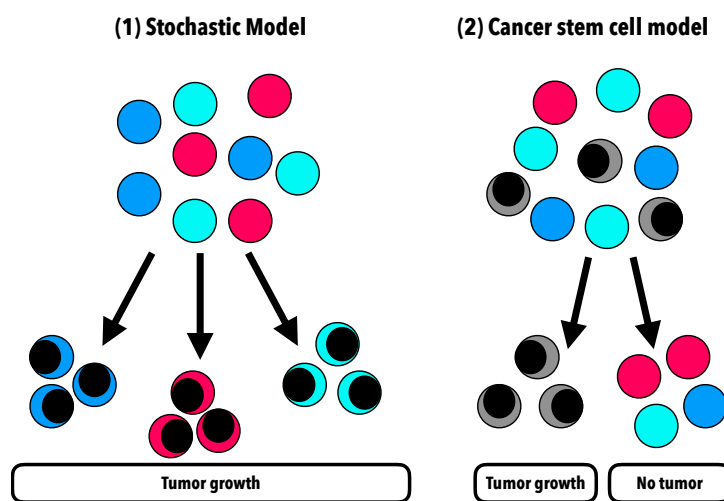 (1) Stochastic Model
(2) Cancer stem cell model
Tumor growth
Tumor growth
No tumor